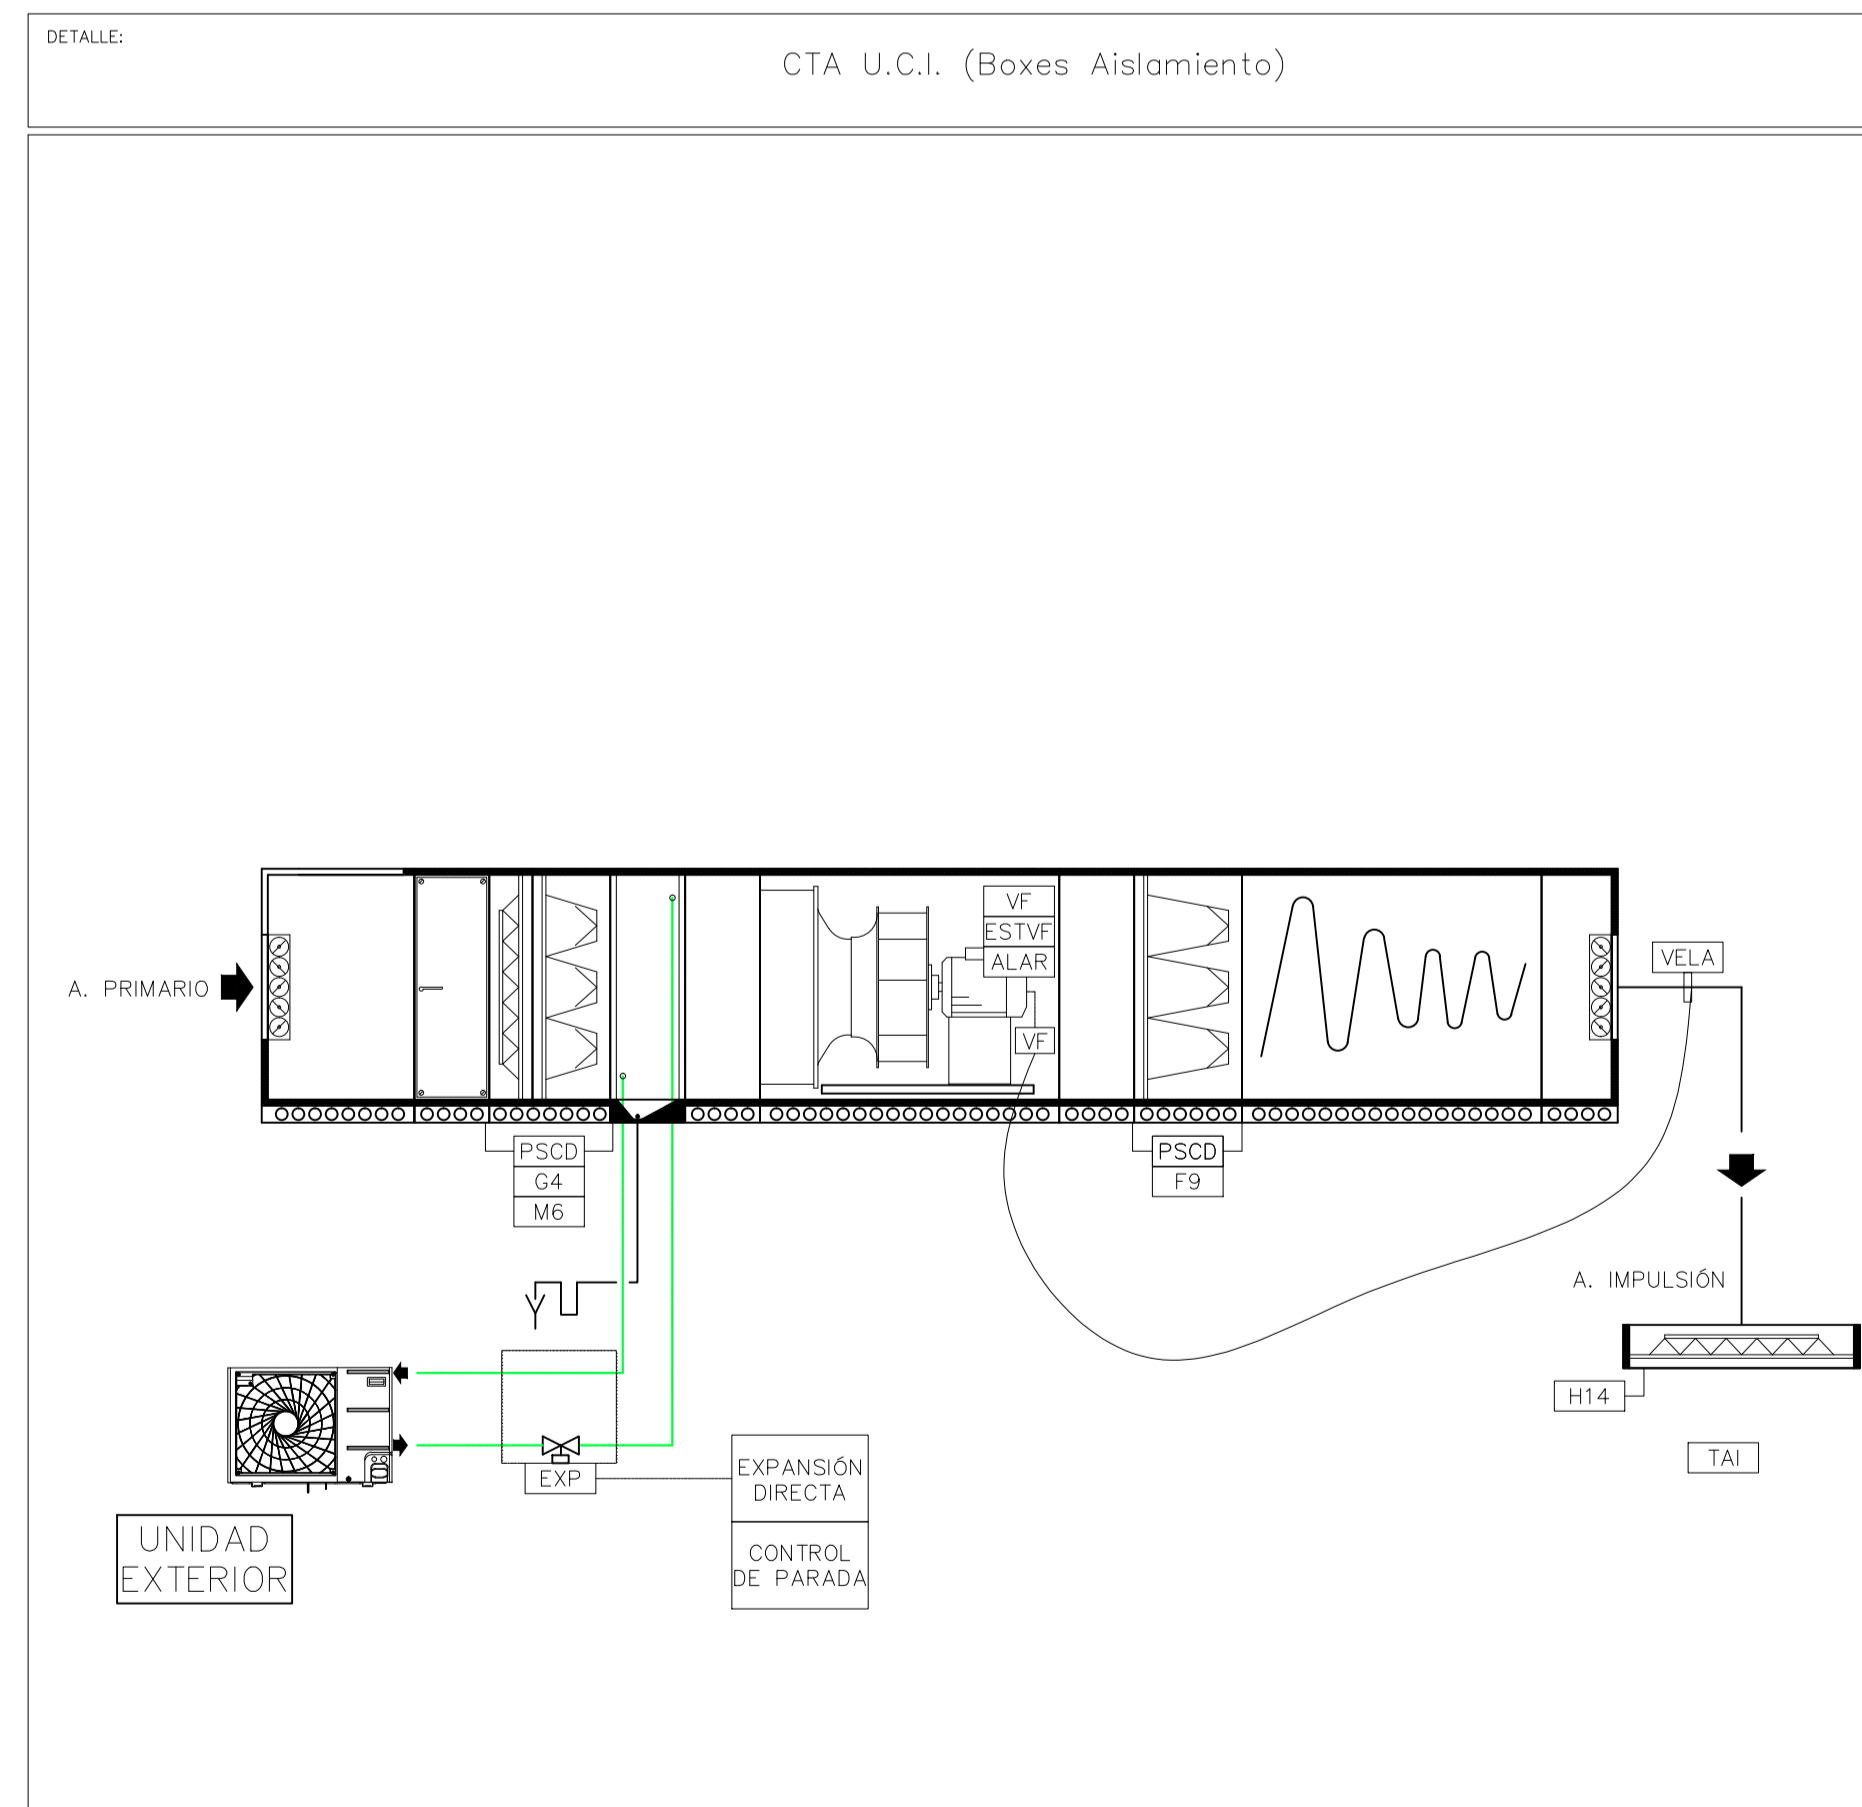 DETALLE:
CTA U.C.I. (Boxes Aislamiento)
VF
ESTVF
ALAR
VELA
A. PRIMARIO
VF
PSCD
G4
M6
PSCD
F9
A. IMPULSIÓN
H14
TAI
EXP
EXPANSIÓN
DIRECTA
CONTROL
DE PARADA
UNIDAD
EXTERIOR